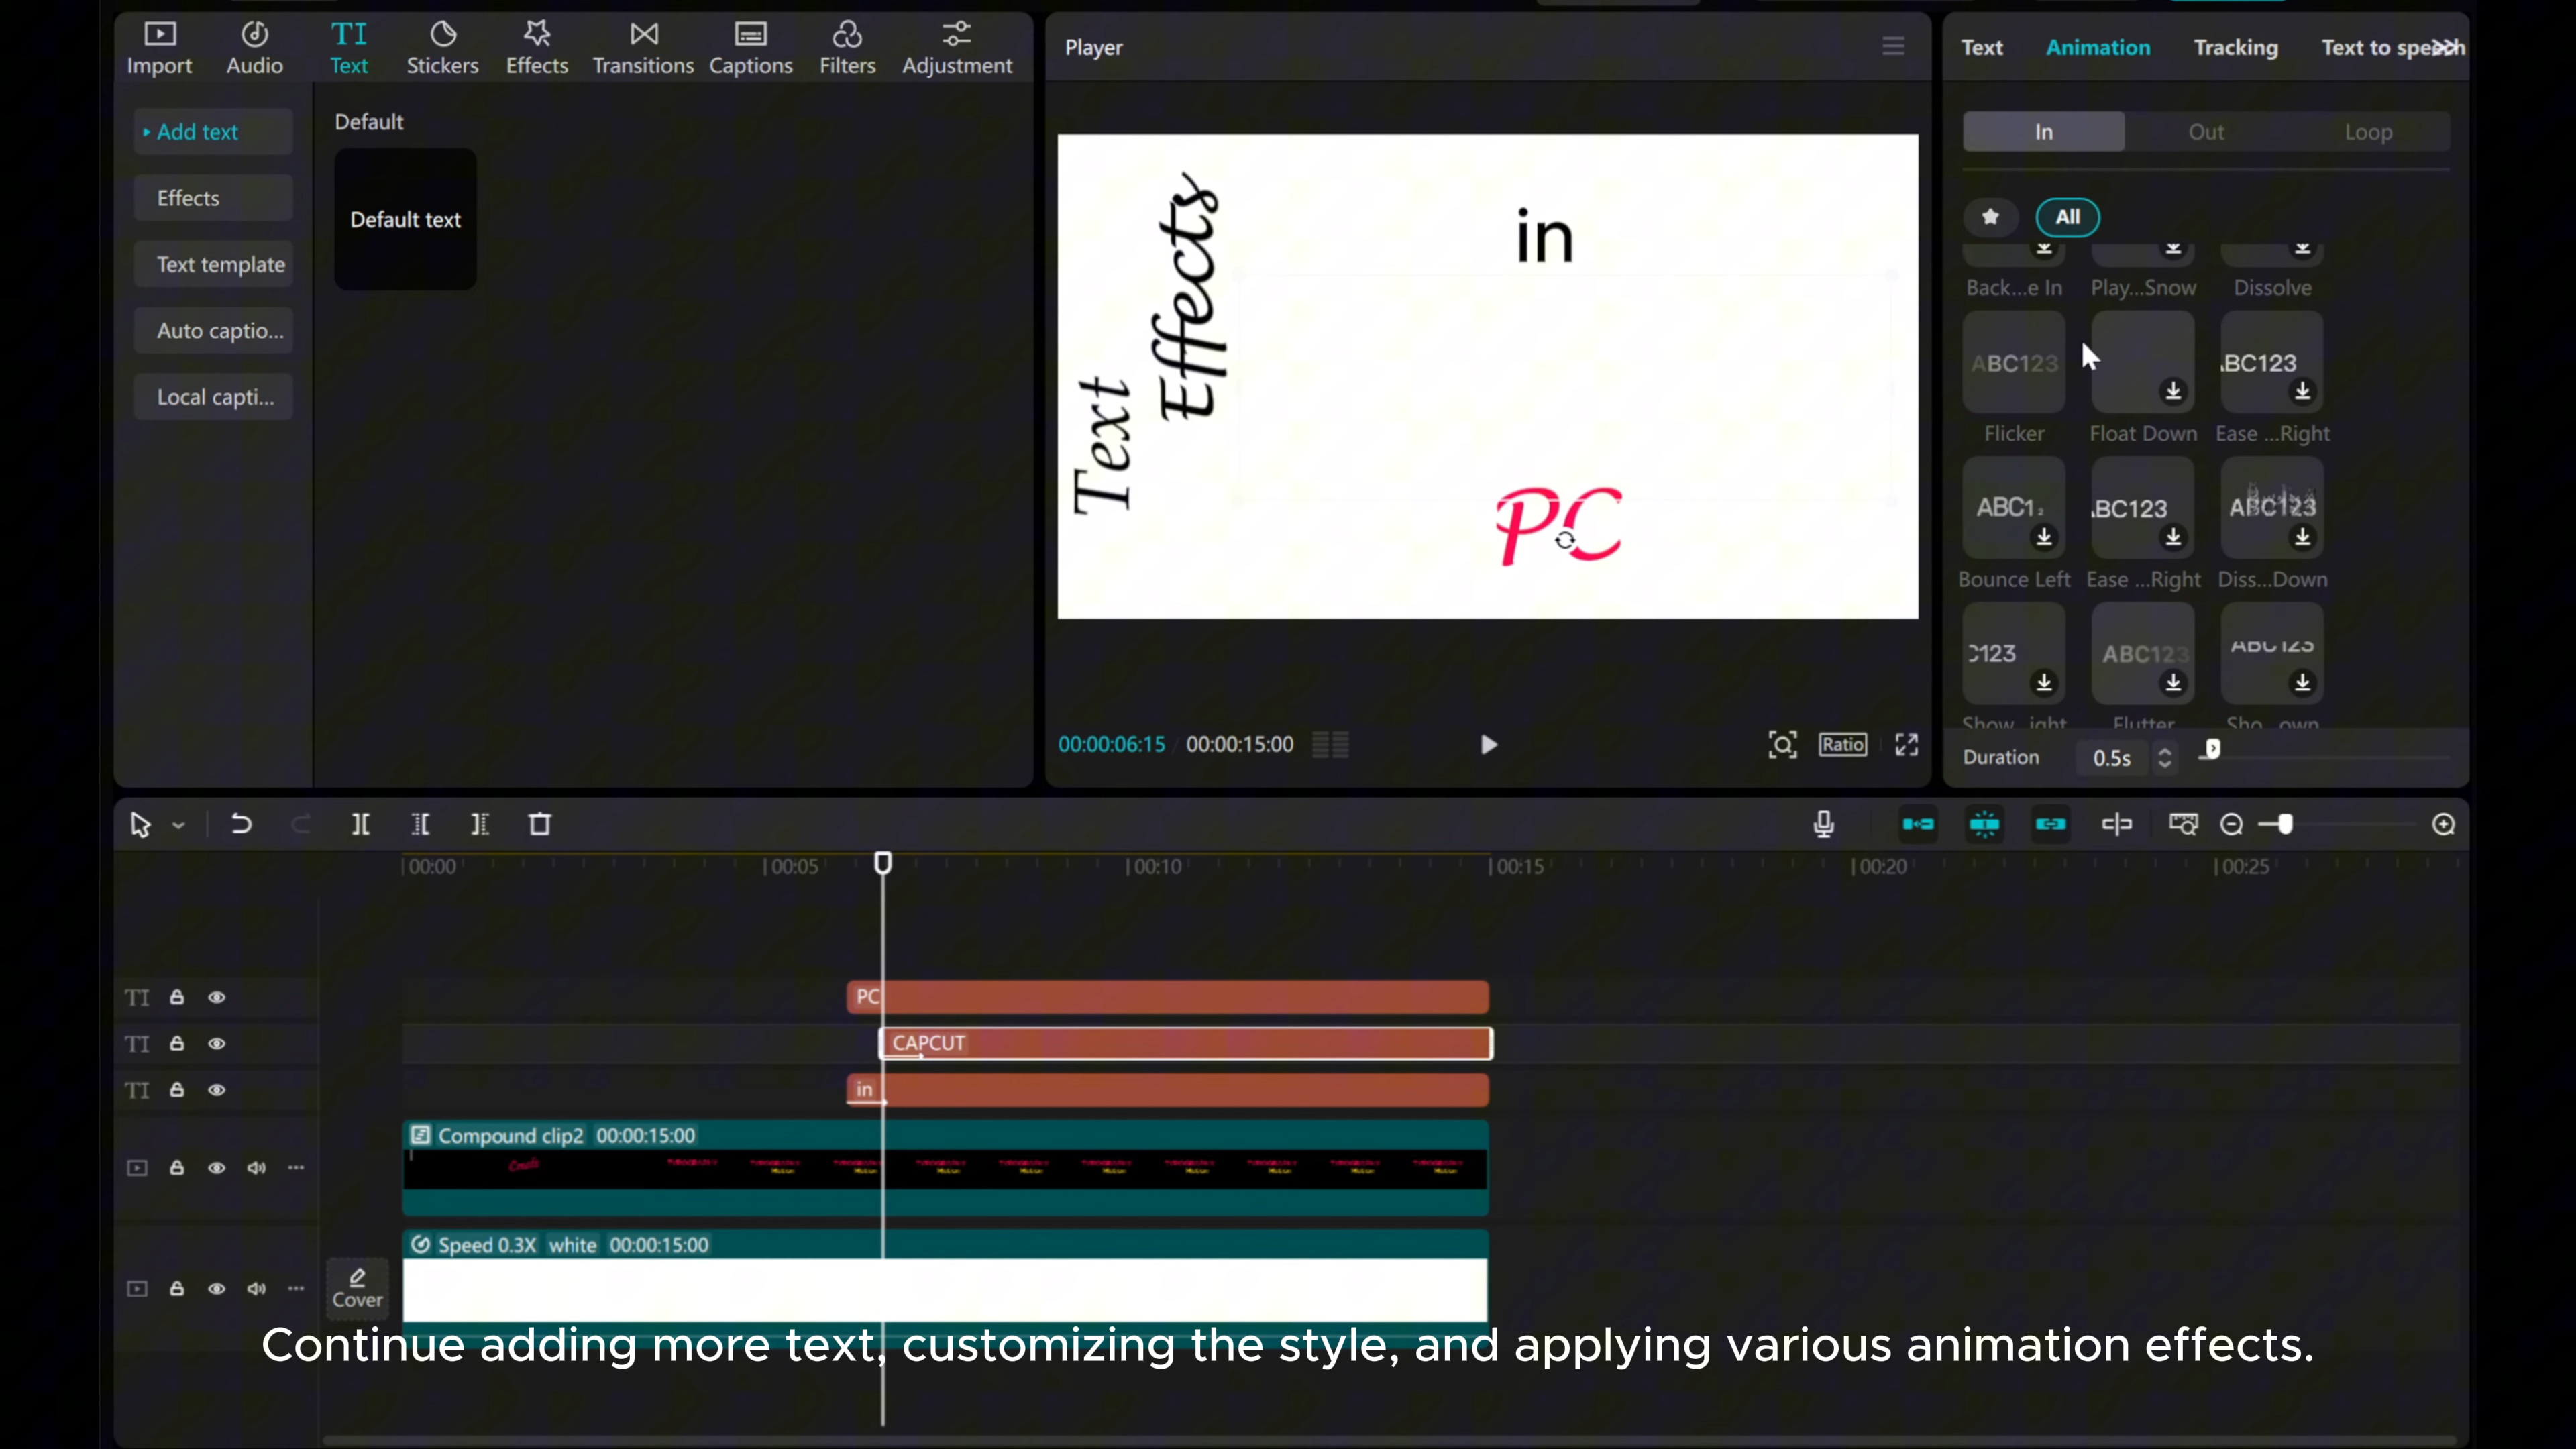 Import Audio Text Stickers Effects Transitions Captions Filters Adjustment
Add text
Effects
Text template
Auto captio...
Local capti...
Default
Default text
Player
Text
Effects
in
PC
00:00:06:15 00:00:15:00
Ratio
Text Animation Tracking Text to speech
In Out Loop
All
Back...e In Play...Snow Dissolve
ABC123 ABC123
Flicker Float Down Ease ...Right
ABC12 ABC123 ABC123
Bounce Left Ease ...Right Diss...Down
C123 ABC123 ABC123
Show...ight Flutter Sho...own
Duration 0.5s
00:00 00:05 00:10 00:15 00:20 00:25
TI PC
TI CAPCUT
TI in
Compound clip2 00:00:15:00
Create
Speed 0.3X white 00:00:15:00
Cover
Continue adding more text, customizing the style, and applying various animation effects.